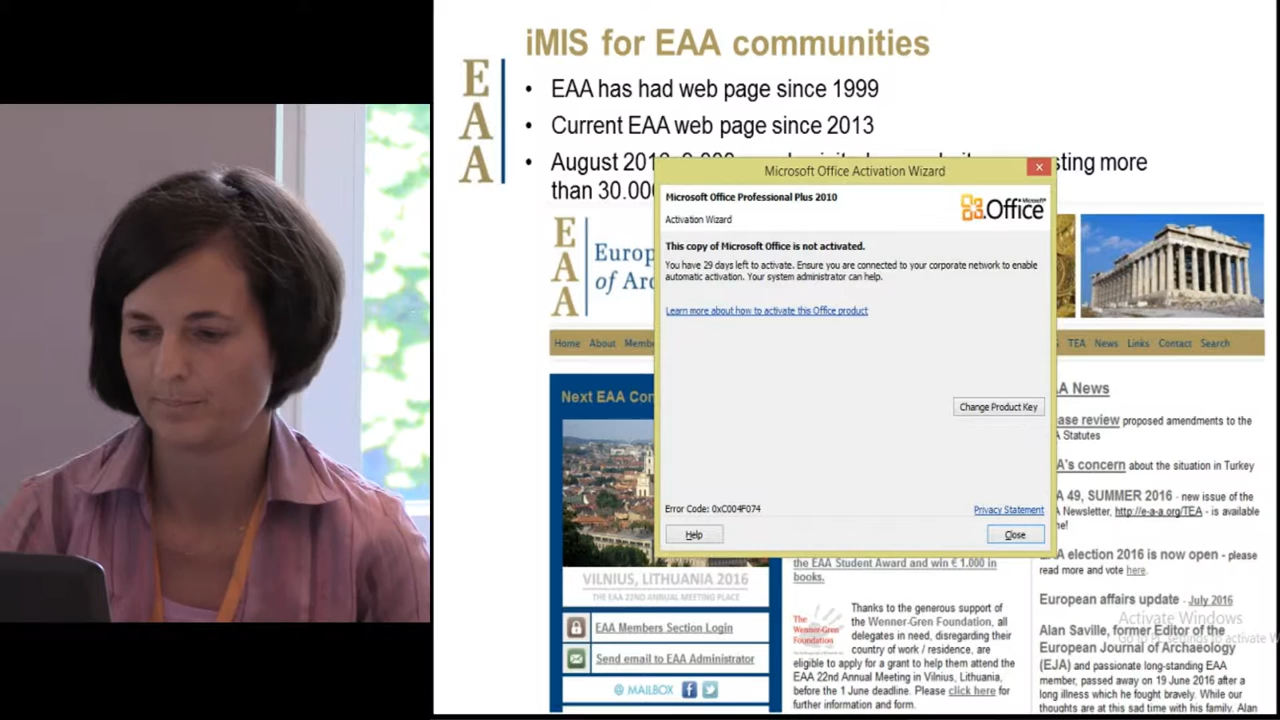 iMIS for EAA communities
E
A
A
• EAA has had web page since 1999
• Current EAA web page since 2013
• August 2016
sting more
than 30.00
Microsoft Office Activation Wizard
Microsoft Office Professional Plus 2010
Activation Wizard
Microsoft
Office
This copy of Microsoft Office is not activated.
You have 29 days left to activate. Ensure you are connected to your corporate network to enable
automatic activation. Your system administrator can help.
Learn more about how to activate this Office product
Change Product Key
Error Code: 0xC004F074
Privacy Statement
Help
Close
E
A
A
Europ
of Arc
Home About Memb
TEA News Links Contact Search
Next EAA Con
VILNIUS, LITHUANIA 2016
THE EAA 22ND ANNUAL MEETING PLACE
EAA Members Section Login
Send email to EAA Administrator
@ MAILBOX
the EAA Student Award and win € 1.000 in
books.
The
Wenner-Gren
Foundation
Thanks to the generous support of
the Wenner-Gren Foundation, all
delegates in need, disregarding their
country of work / residence, are
eligible to apply for a grant to help them attend the
EAA 22nd Annual Meeting in Vilnius, Lithuania,
before the 1 June deadline. Please click here for
further information and form.
A News
ase review proposed amendments to the
A Statutes
A's concern about the situation in Turkey
A 49, SUMMER 2016 - new issue of the
A Newsletter, http://e-a-a.org/TEA - is available
ne!
A election 2016 is now open - please
read more and vote here.
European affairs update - July 2016
Alan Saville, former Editor of the
European Journal of Archaeology
(EJA) and passionate long-standing EAA
member, passed away on 19 June 2016 after a
long illness which he fought bravely. While our
thoughts are at this sad time with his family, Alan
Activate Windows
Go to PC settings to activate W